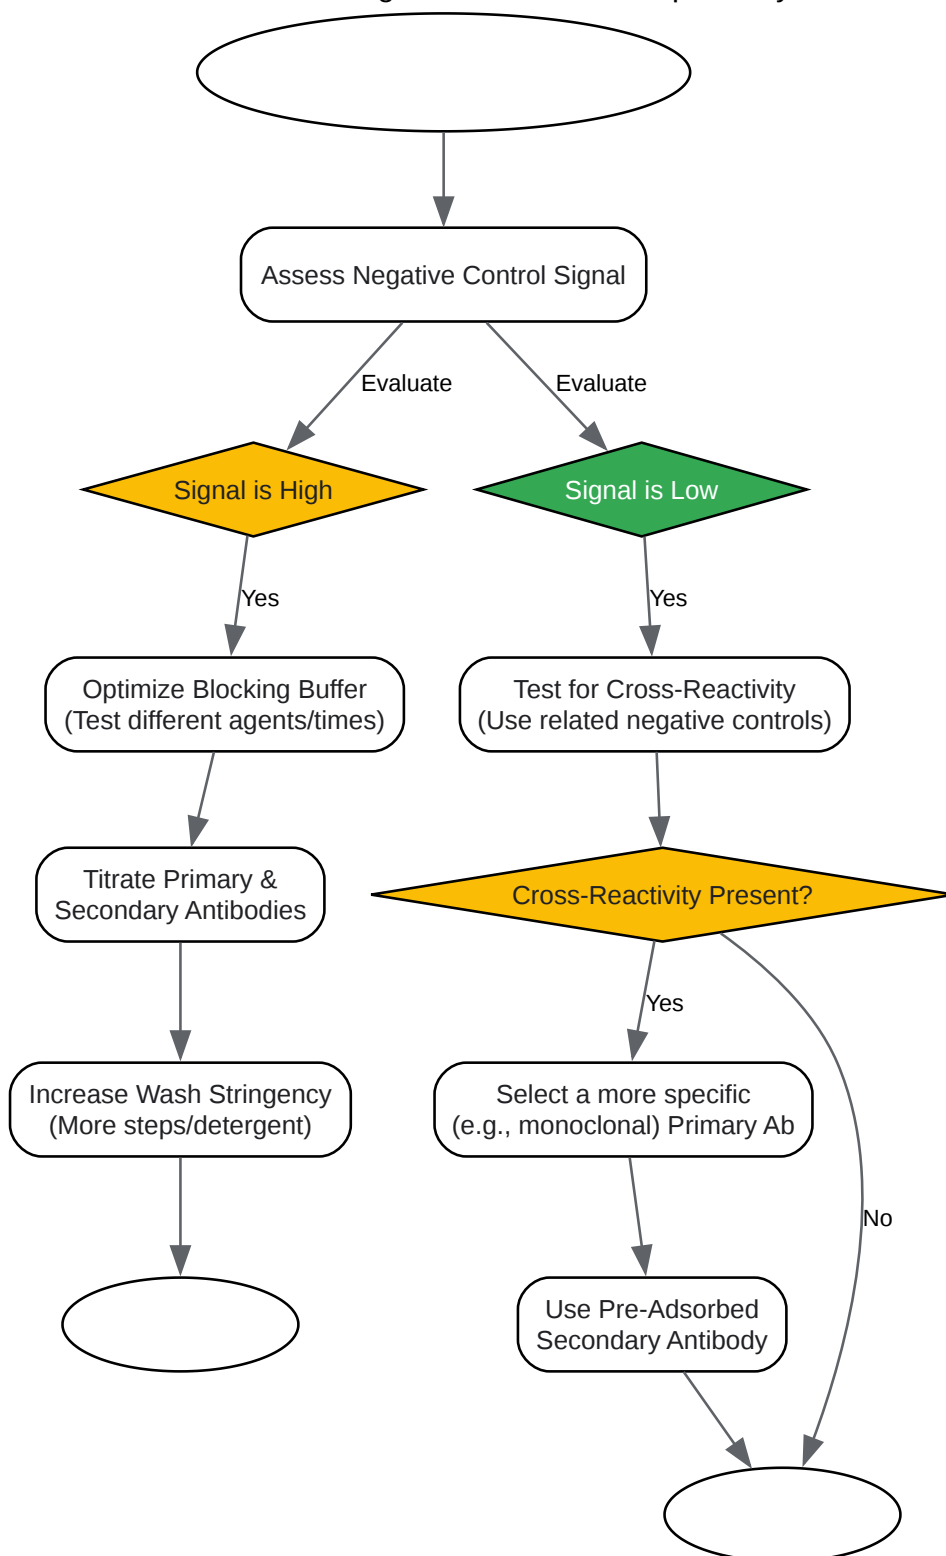 Assess Negative Control Signal
Evaluate
Evaluate
Signal is High
Signal is Low
Yes
Yes
Optimize Blocking Buffer
(Test different agents/times)
Test for Cross-Reactivity
(Use related negative controls)
Titrate Primary &
Secondary Antibodies
Cross-Reactivity Present?
Yes
Increase Wash Stringency
(More steps/detergent)
Select a more specific
(e.g., monoclonal) Primary Ab
No
Use Pre-Adsorbed
Secondary Antibody